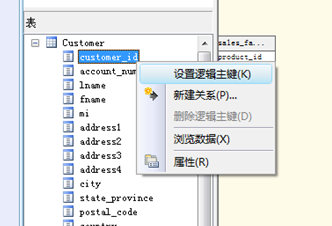 表
Customer
customer_id
account_num
lname
fname
mi
address1
address2
address3
address4
city
state_province
postal_code
country
sales_fa...
product_id
设置逻辑主键(K)
新建关系(P)...
删除逻辑主键(D)
浏览数据(X)
属性(R)